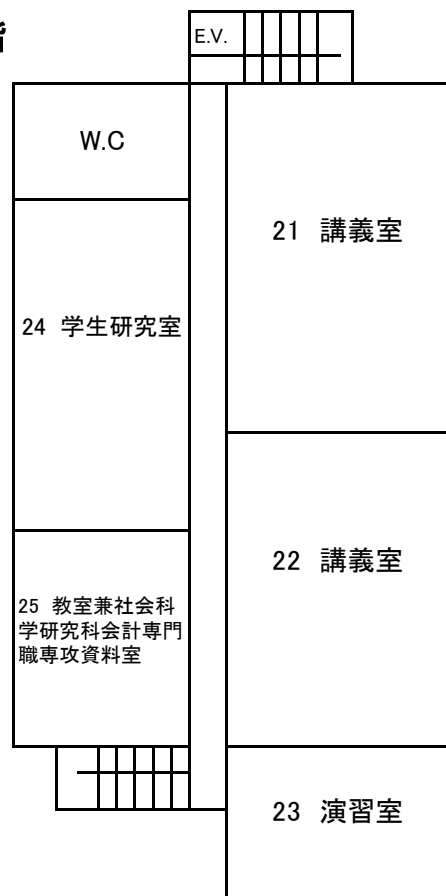 階
E.V.
W.C
21 講義室
24 学生研究室
22 講義室
25 教室兼社会科
学研究科会計専門
職専攻資料室
23 演習室